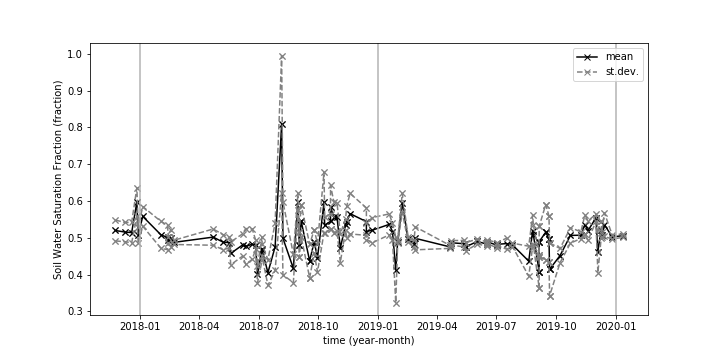 1.0
0.9
0.8
0.7
0.6
0.5
0.4
0.3
Soil Water Saturation Fraction (fraction)
mean
st.dev.
2018-01 2018-04 2018-07 2018-10 2019-01 2019-04 2019-07 2019-10 2020-01
time (year-month)